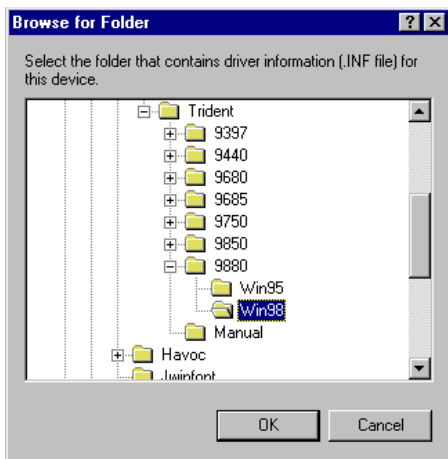 Browse for Folder
Select the folder that contains driver information (.INF file) for
this device.
Trident
9397
9440
9680
9685
9750
9850
9880
Win95
Win98
Manual
Havoc
Jwinfont
OK
Cancel